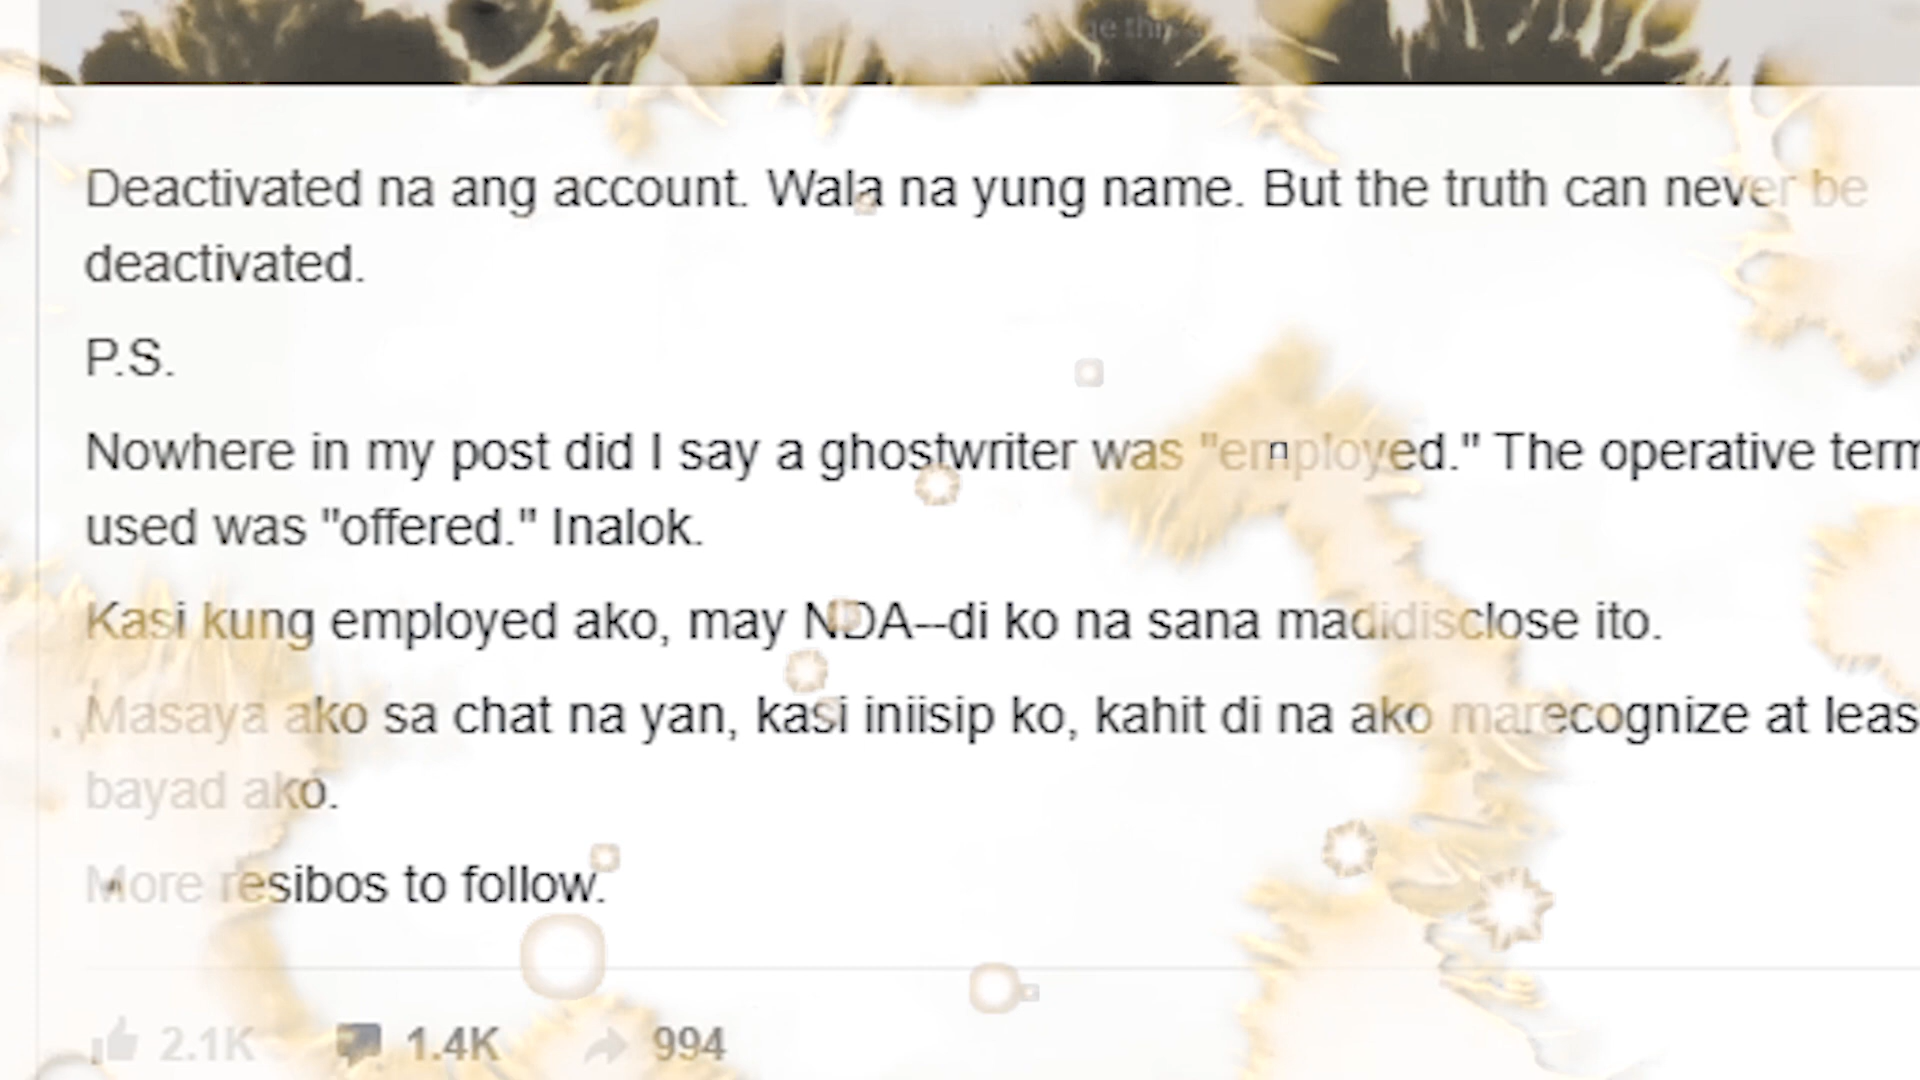 Deactivated na ang account. Wala na yung name. But the truth can never be
deactivated.
P.S.
Nowhere in my post did I say a ghostwriter was "employed." The operative term
used was "offered." Inalok.
Kasi kung employed ako, may NDA--di ko na sana madidisclose ito.
Masaya ako sa chat na yan, kasi iniisip ko, kahit di na ako marecognize at leas
bayad ako.
More resibos to follow.
2.1K 1.4K 994